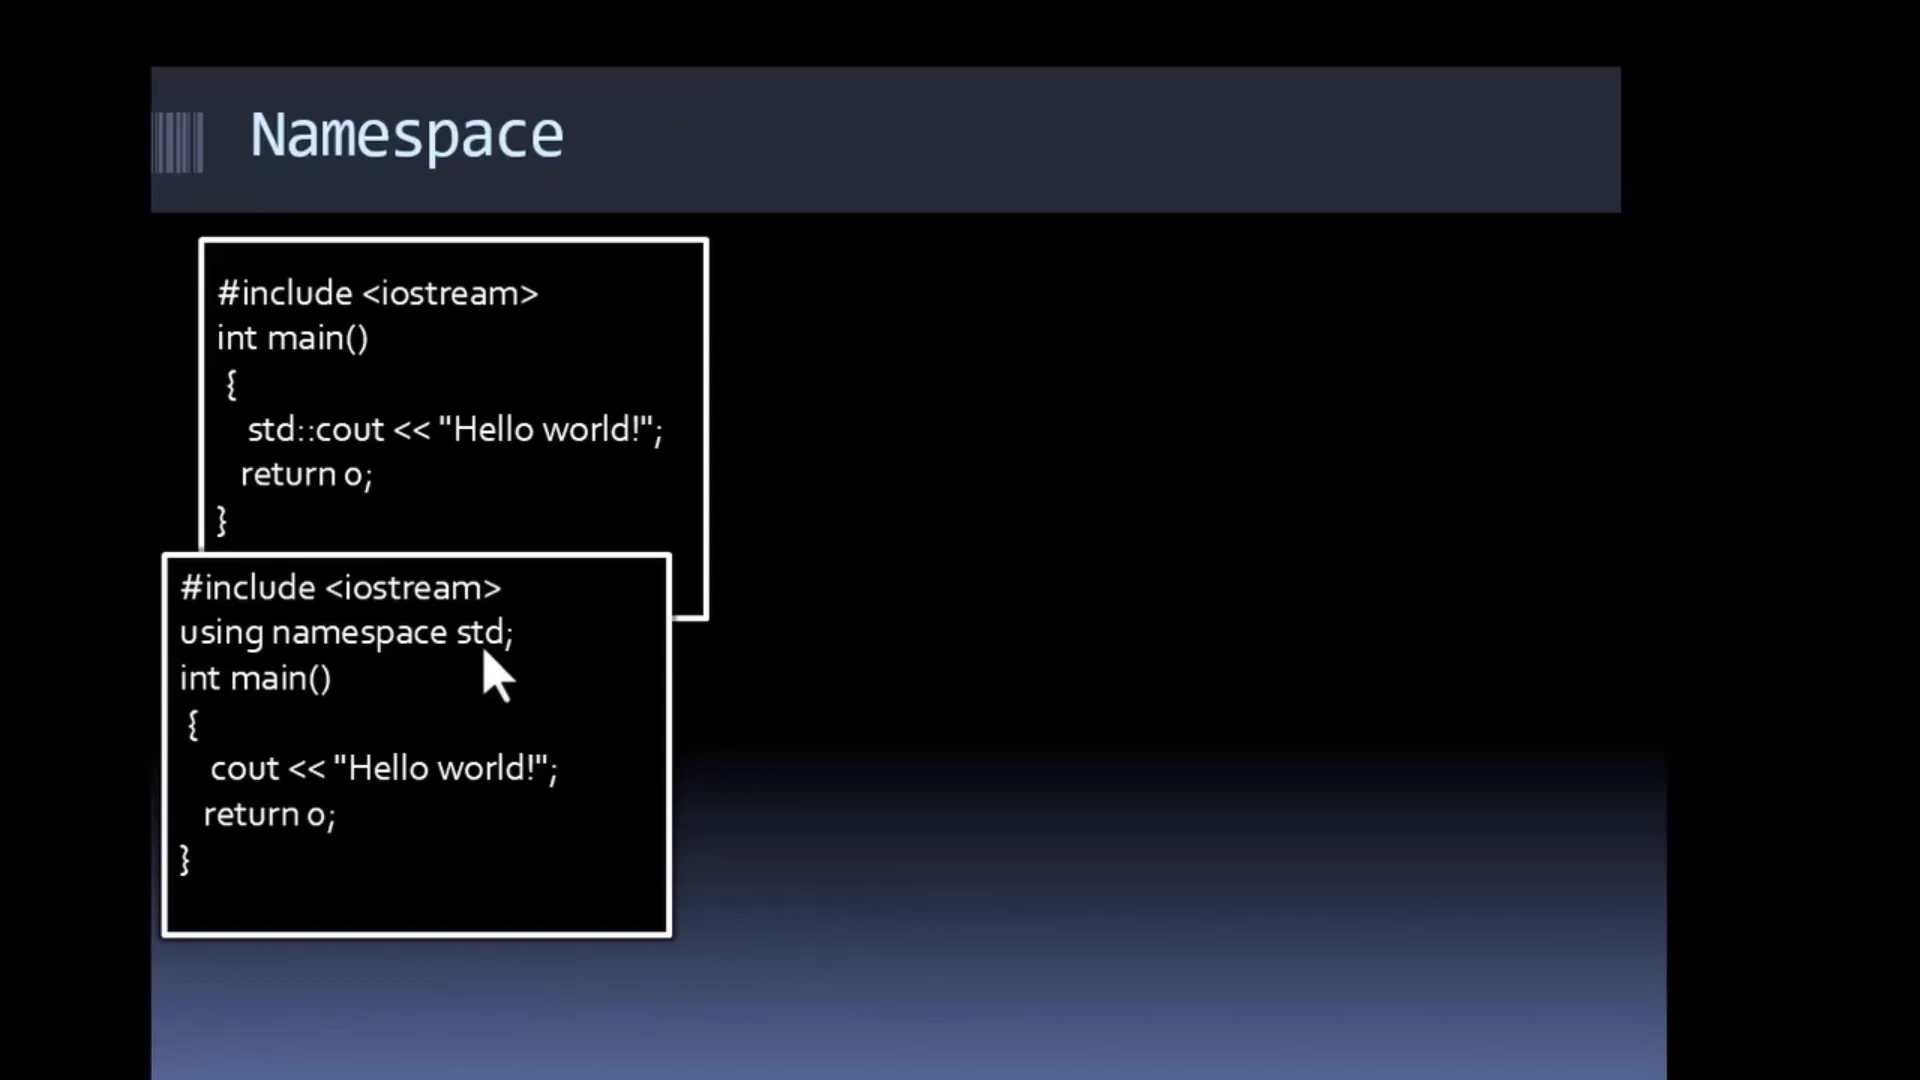 Namespace
#include <iostream>
int main()
{
std::cout << "Hello world!";
return 0;
}
#include <iostream>
using namespace std;
int main()
{
cout << "Hello world!";
return 0;
}